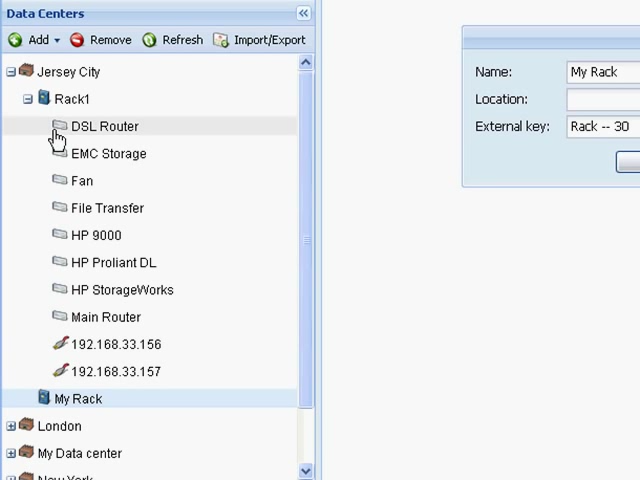 Data Centers
Add Remove Refresh Import/Export
Jersey City
Rack1
DSL Router
EMC Storage
Fan
File Transfer
HP 9000
HP Proliant DL
HP StorageWorks
Main Router
192.168.33.156
192.168.33.157
My Rack
London
My Data center
New York
Name: My Rack
Location:
External key: Rack -- 30